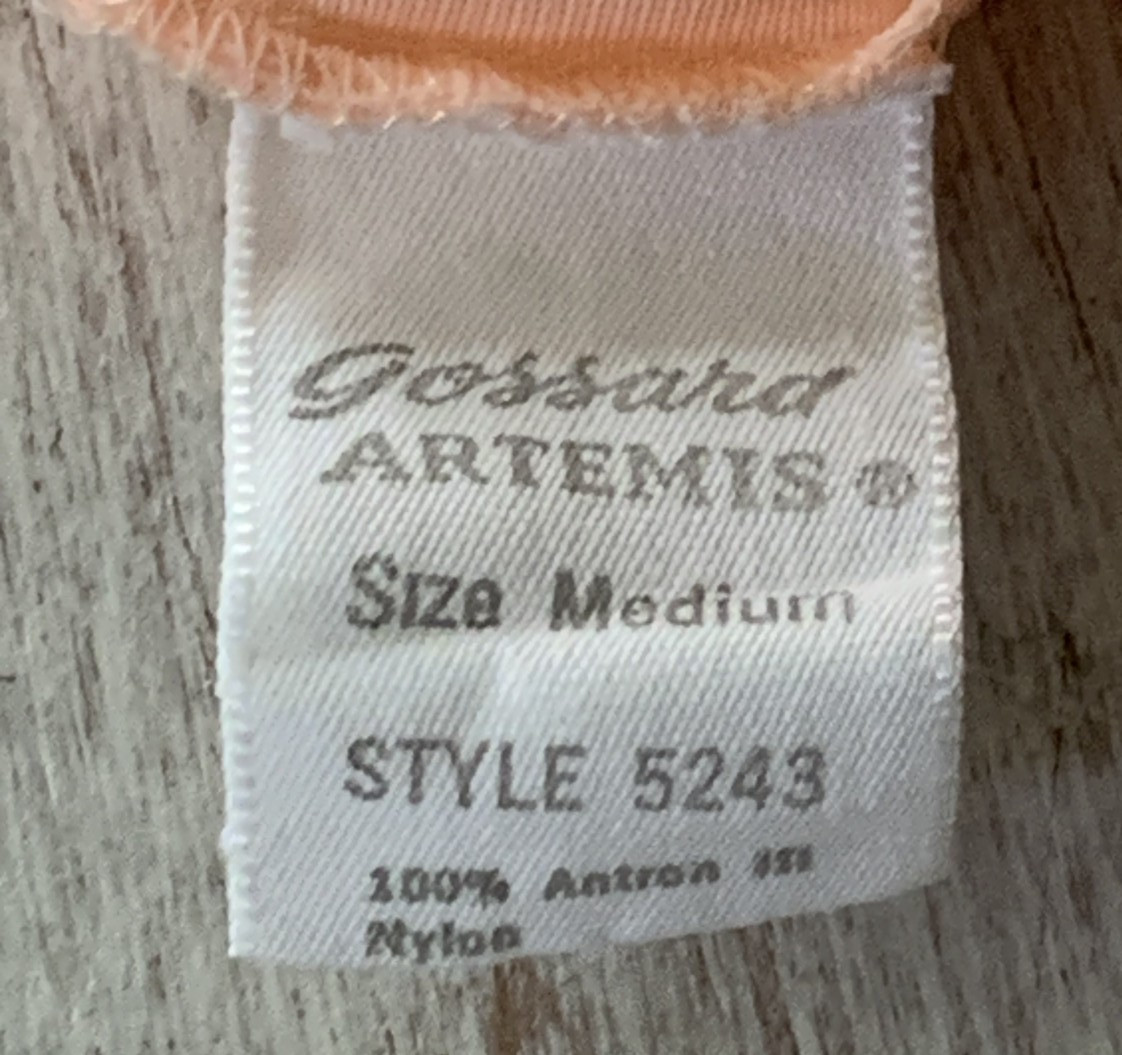 Gossard
ARTEMIS®
Size Medium
STYLE 5243
100% Antron III
Nylon